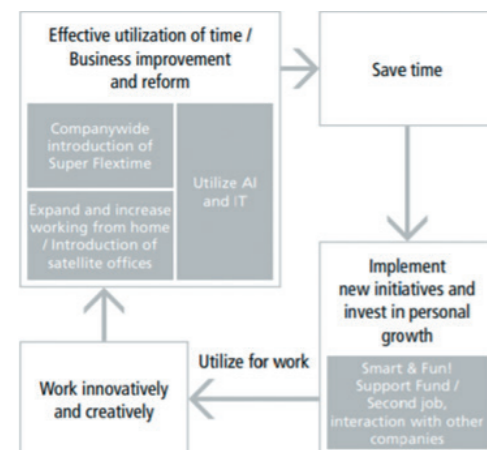 Effective utilization of time /
Business improvement
and reform
Companywide
introduction of
Super Flextime
Expand and increase
working from home
/ Introduction of
satellite offices
Utilize AI
and IT
Save time
Implement
new initiatives and
invest in personal
growth
Smart & Fun!
Support Fund /
Second job,
interaction with other
companies
Utilize for work
Work innovatively
and creatively